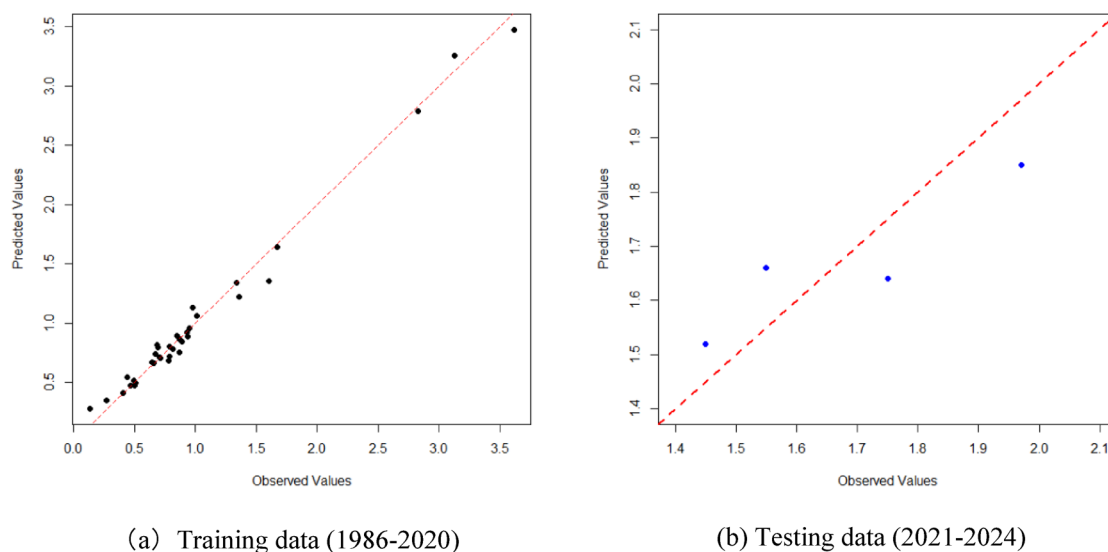 3.5
3.0
2.5
2.0
1.5
1.0
0.5
Predicted Values
0.0 0.5 1.0 1.5 2.0 2.5 3.0 3.5
Observed Values
(a) Training data (1986-2020)
2.1
2.0
1.9
1.8
1.7
1.6
1.5
1.4
Predicted Values
1.4 1.5 1.6 1.7 1.8 1.9 2.0 2.1
Observed Values
(b) Testing data (2021-2024)